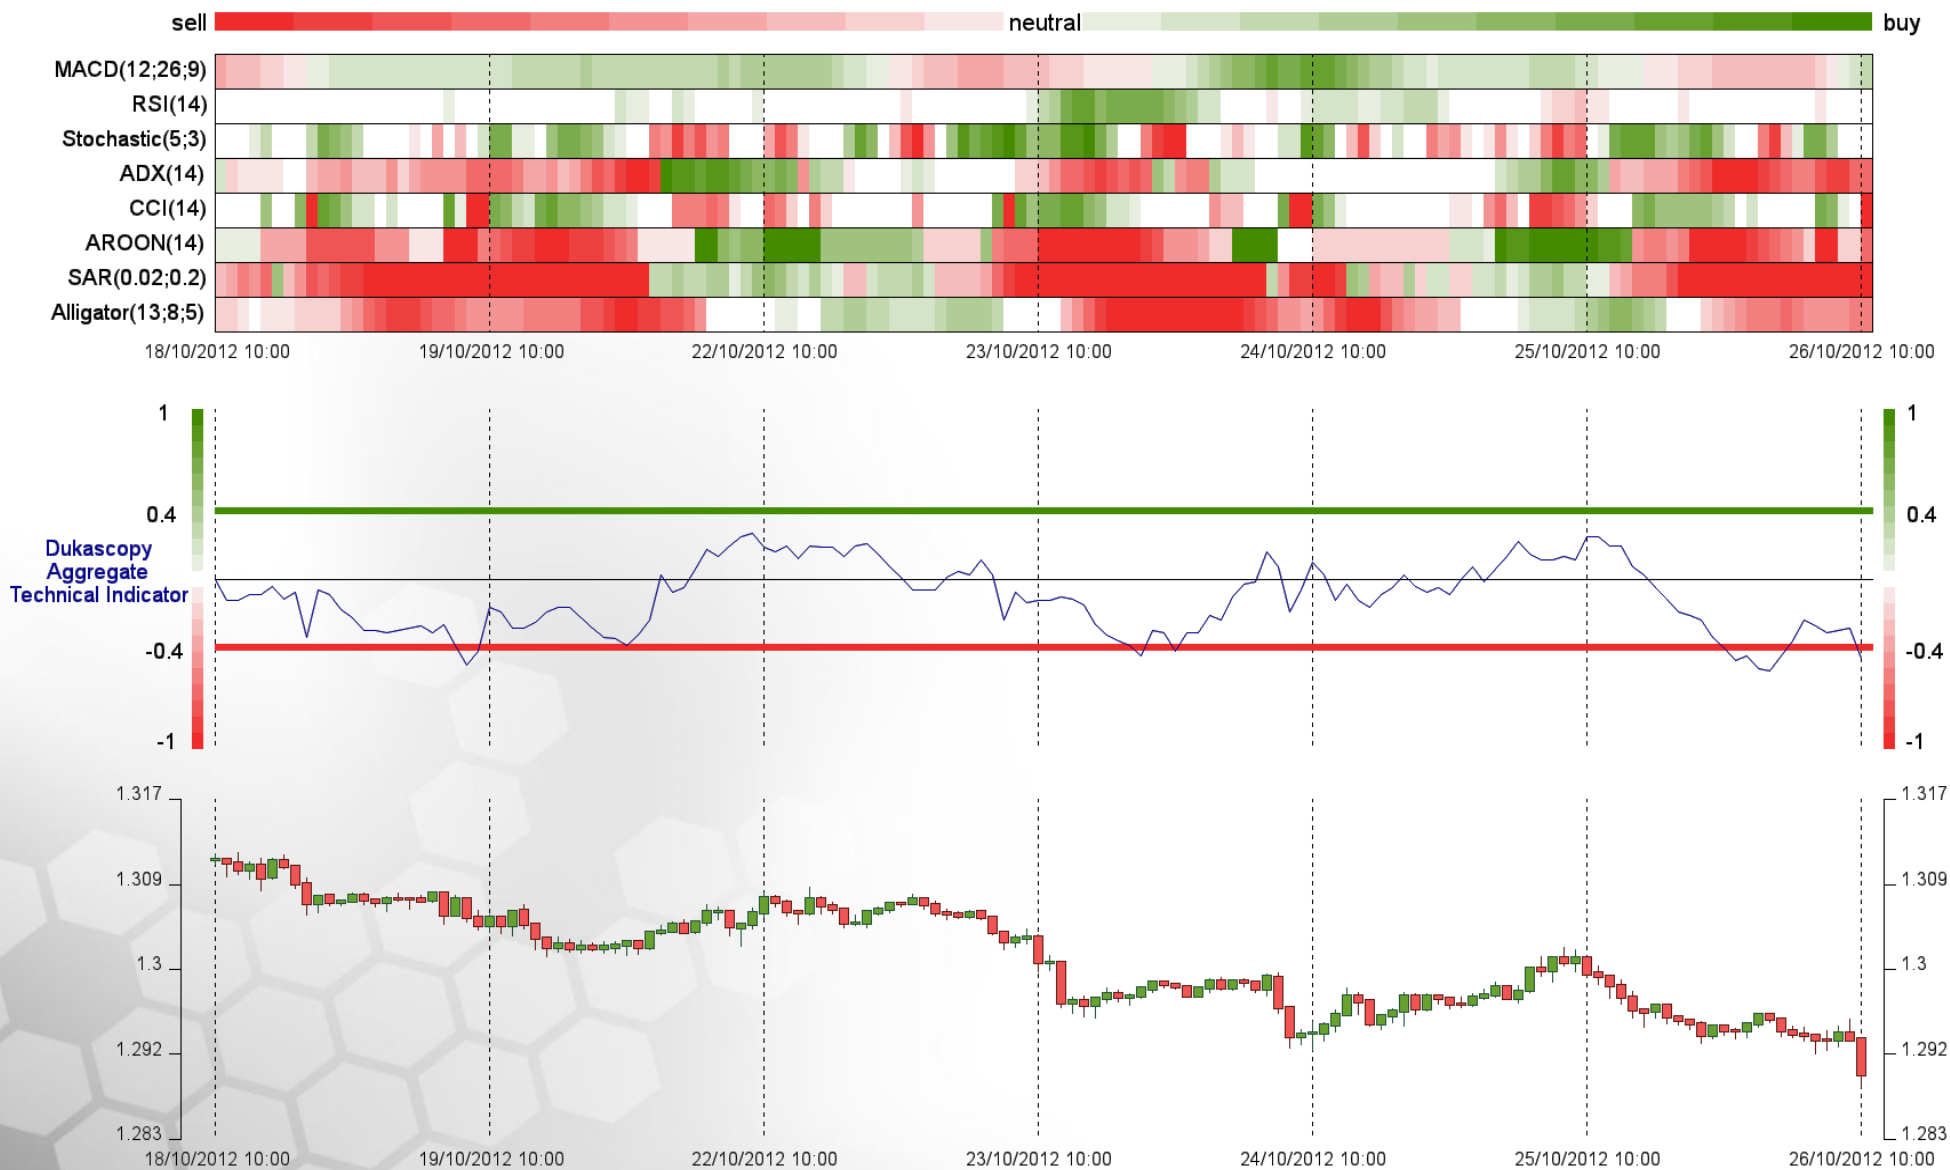 sell neutral buy
MACD(12;26;9)
RSI(14)
Stochastic(5;3)
ADX(14)
CCI(14)
AROON(14)
SAR(0.02;0.2)
Alligator(13;8;5)
18/10/2012 10:00 19/10/2012 10:00 22/10/2012 10:00 23/10/2012 10:00 24/10/2012 10:00 25/10/2012 10:00 26/10/2012 10:00
1 1
0.4 0.4
Dukascopy
Aggregate
Technical Indicator
-0.4 -0.4
-1 -1
1.317 1.317
1.309 1.309
1.3 1.3
1.292 1.292
1.283 1.283
18/10/2012 10:00 19/10/2012 10:00 22/10/2012 10:00 23/10/2012 10:00 24/10/2012 10:00 25/10/2012 10:00 26/10/2012 10:00